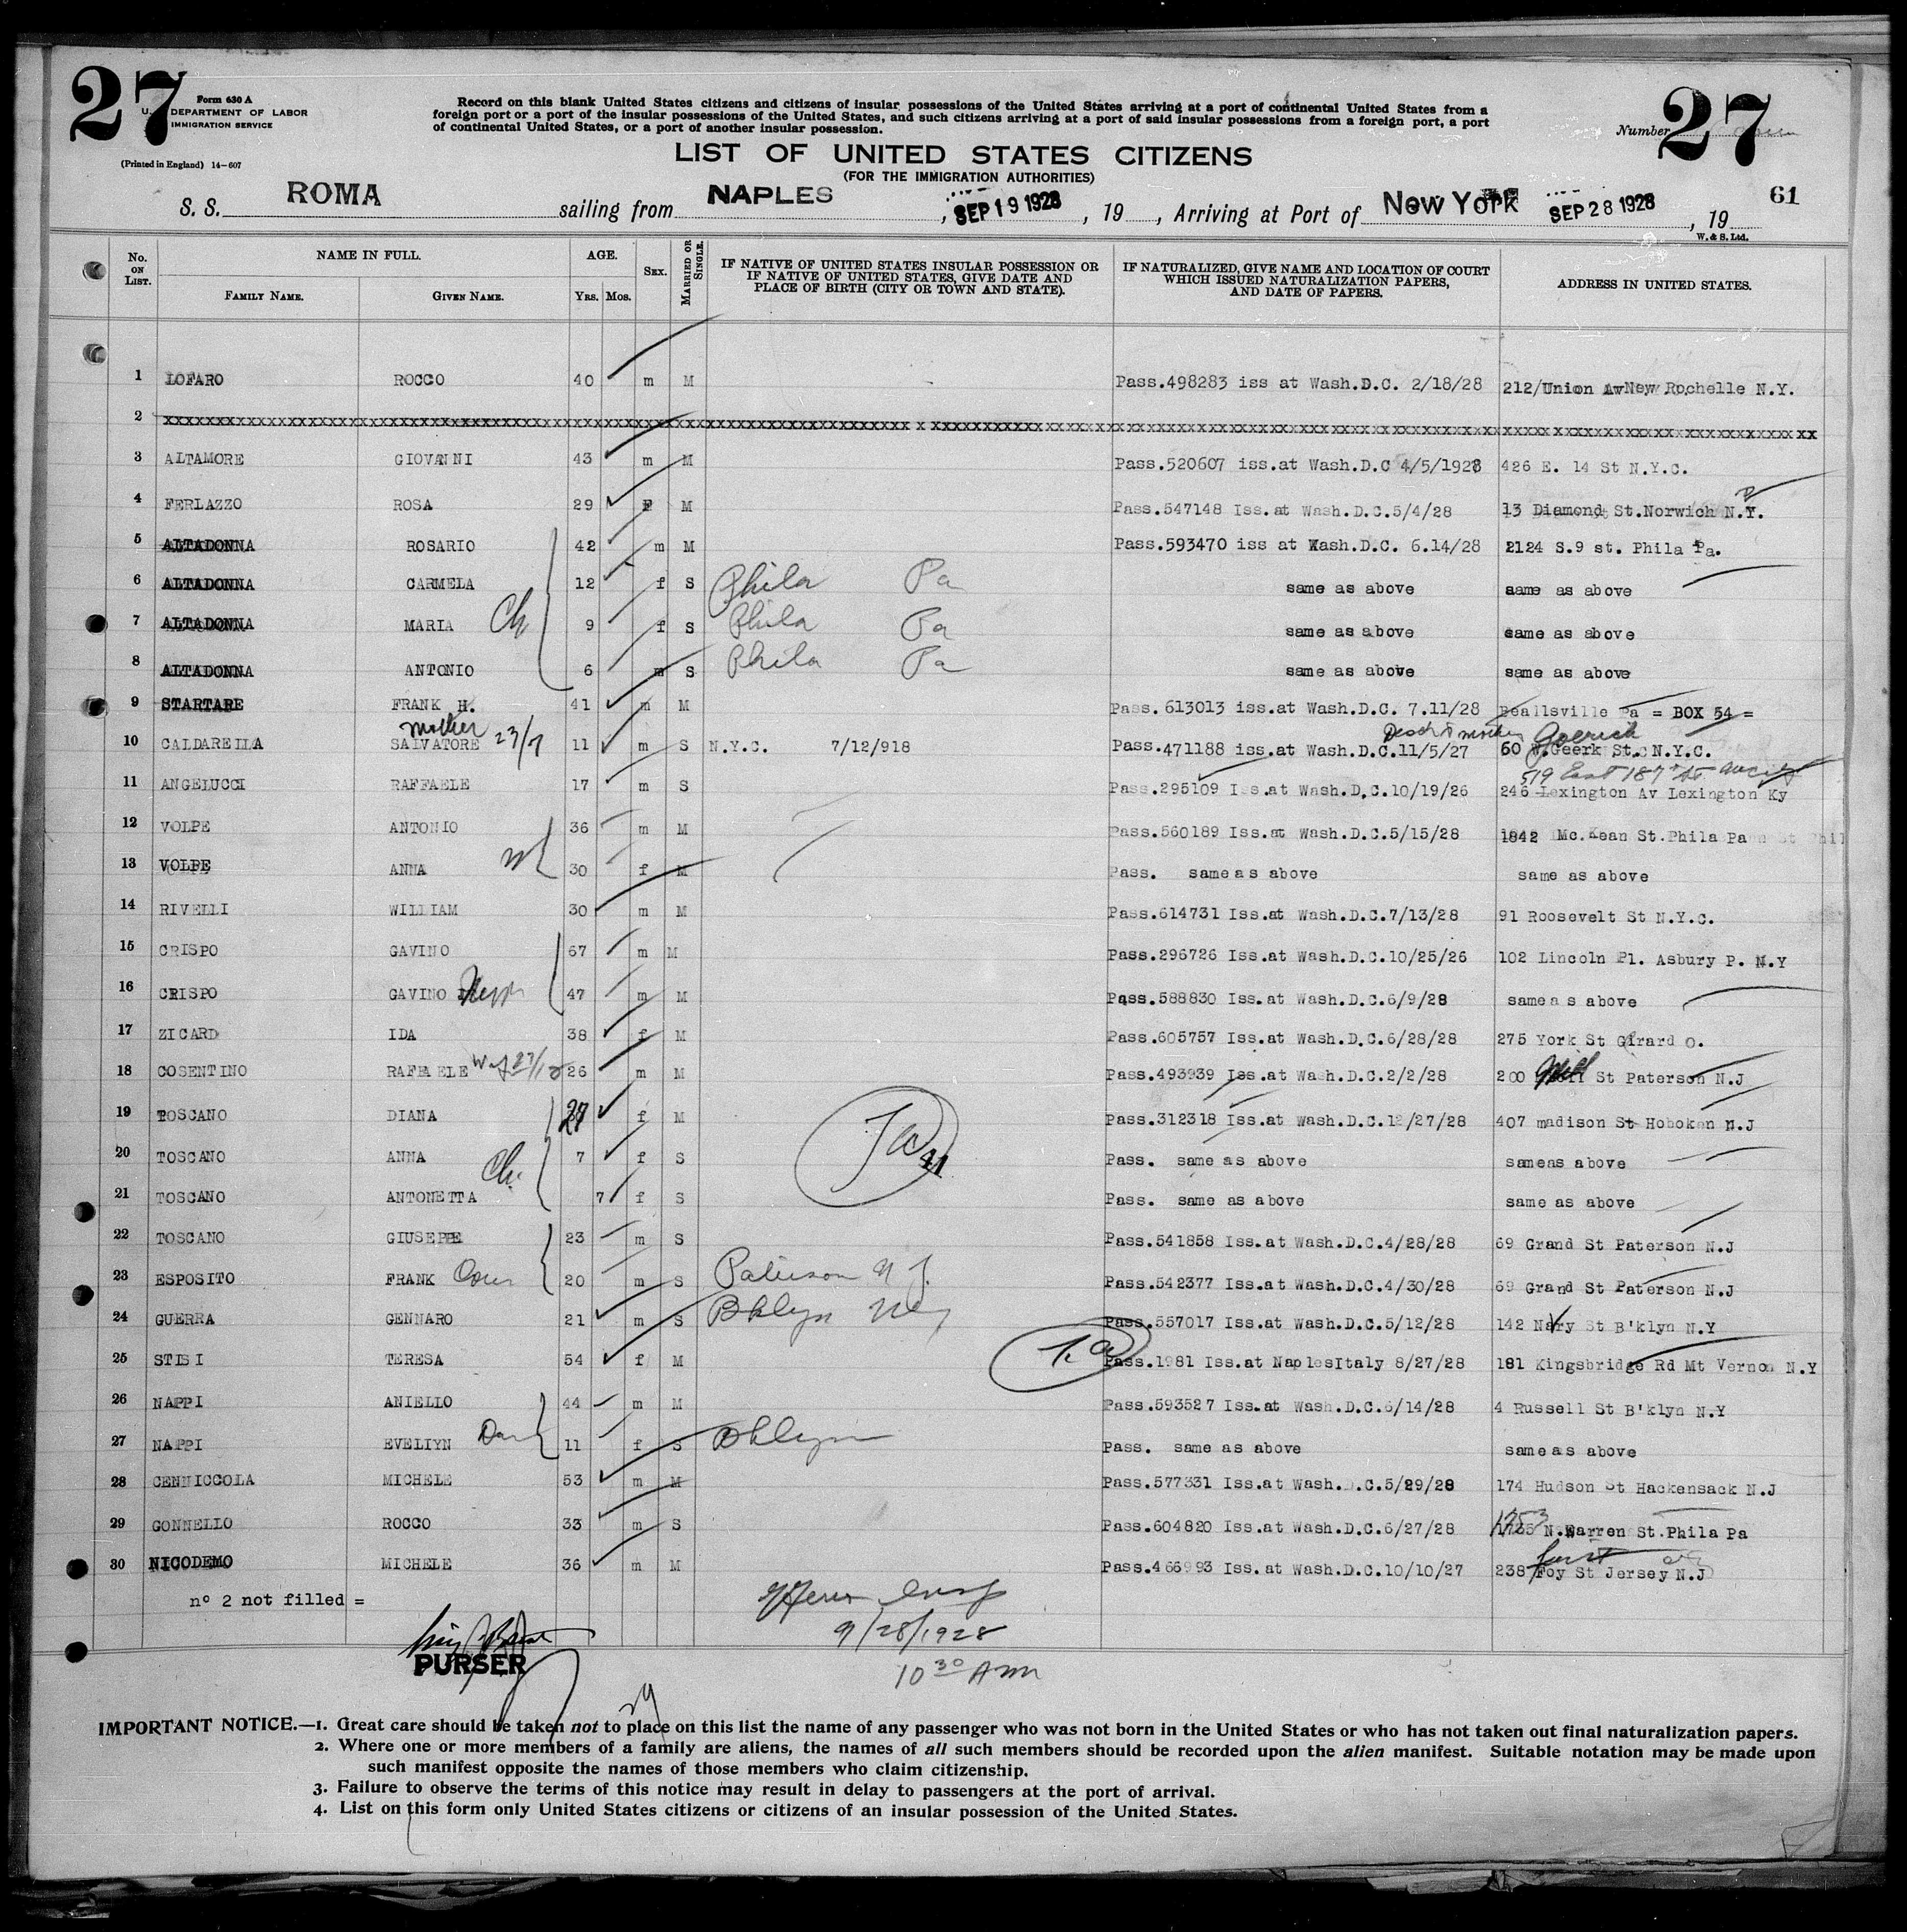 27
Form 630 A
U. S. DEPARTMENT OF LABOR
IMMIGRATION SERVICE
(Printed in England) 14—607
Record on this blank United States citizens and citizens of insular possessions of the United States arriving at a port of continental United States from a
foreign port or a port of the insular possessions of the United States, and such citizens arriving at a port of said insular possessions from a foreign port, a port
of continental United States, or a port of another insular possession.
Number 27
LIST OF UNITED STATES CITIZENS
(FOR THE IMMIGRATION AUTHORITIES)
61
S. S. ROMA sailing from NAPLES, SEP 19 1928, 19, Arriving at Port of New York SEP 28 1928, 19
W. & S. Ltd.
No. ON LIST. NAME IN FULL. FAMILY NAME. GIVEN NAME. AGE. YRS. MOS. SEX. MARRIED OR SINGLE. IF NATIVE OF UNITED STATES INSULAR POSSESSION OR IF NATIVE OF UNITED STATES, GIVE DATE AND PLACE OF BIRTH (CITY OR TOWN AND STATE). IF NATURALIZED, GIVE NAME AND LOCATION OF COURT WHICH ISSUED NATURALIZATION PAPERS, AND DATE OF PAPERS. ADDRESS IN UNITED STATES.
1 LOFARO ROCCO 40 m M Pass.498283 iss at Wash.D.C. 2/18/28 212/Union Av New Rochelle N.Y.
2
3 ALTAMORE GIOVANNI 43 m M Pass.520607 iss.at Wash.D.C 4/5/1928 426 E. 14 St N.Y.C.
4 FERLAZZO ROSA 29 F M Pass.547148 Iss.at Wash.D.C.5/4/28 13 Diamond St.Norwich N.Y.
5 ALTADONNA ROSARIO 42 m M Pass.593470 iss at Wash.D.C. 6.14/28 2124 S.9 st. Phila Pa.
6 ALTADONNA CARMELA 12 f S Phila Pa same as above same as above
7 ALTADONNA MARIA Ch 9 f S Phila Pa same as above same as above
8 ALTADONNA ANTONIO 6 m S Phila Pa same as above same as above
9 STARTARE FRANK H. 41 m M Pass.613013 iss.at Wash.D.C. 7.11/28 Beallsville Pa = BOX 54 =
mother Goerick
10 CALDARELLA SALVATORE 23/7 11 m S N.Y.C. 7/12/918 Pass.471188 iss.at Wash.D.C.11/5/27 60 W.Geerk St. N.Y.C.
519 East 187
11 ANGELUCCI RAFFAELE 17 m S Pass.295109 Iss.at Wash.D.C.10/19/26 246 Lexington Av Lexington Ky
12 VOLPE ANTONIO 36 m M Pass.560189 Iss.at Wash.D.C.5/15/28 1842 Mc.Kean St.Phila Pa
13 VOLPE ANNA 30 f M Pass. same as above same as above
14 RIVELLI WILLIAM 30 m M Pass.614731 Iss.at Wash.D.C.7/13/28 91 Roosevelt St N.Y.C.
15 CRISPO GAVINO 67 m M Pass.296726 Iss.at Wash.D.C.10/25/26 102 Lincoln Pl. Asbury P. N.Y
16 CRISPO GAVINO 47 m M Pass.588830 Iss.at Wash.D.C.6/9/28 same a s above
17 ZICARD IDA 38 f M Pass.605757 Iss.at Wash.D.C.6/28/28 275 York St Girard O.
18 COSENTINO RAFFAELE 26 m M Pass.493939 Iss.at Wash.D.C.2/2/28 200 St Paterson N.J
19 TOSCANO DIANA 27 f M Pass.312318 Iss.at Wash.D.C.12/27/28 407 madison St Hoboken N.J
20 TOSCANO ANNA Ch. 7 f S Pass. same as above sameas above
21 TOSCANO ANTONETTA 7 f S Pass. same as above same as above
22 TOSCANO GIUSEPPE 23 m S Pass.541858 Iss.at Wash.D.C.4/28/28 69 Grand St Paterson N.J
23 ESPOSITO FRANK 20 m S Paterson N J. Pass.542377 Iss.at Wash.D.C.4/30/28 69 Grand St Paterson N.J
24 GUERRA GENNARO 21 m S Bklyn NY Pass.557017 Iss.at Wash.D.C.5/12/28 142 Navy St B'klyn N.Y
25 STISI TERESA 54 f M Pass.1981 Iss.at NaplesItaly 8/27/28 181 Kingsbridge Rd Mt Vernon N.Y
26 NAPPI ANIELLO 44 m M Pass.593527 Iss.at Wash.D.C.6/14/28 4 Russell St B'klyn N.Y
27 NAPPI EVELIYN Dau 11 f S Bklyn Pass. same as above same as above
28 CENNICCOLA MICHELE 53 m M Pass.577331 Iss.at Wash.D.C.5/29/28 174 Hudson St Hackensack N.J
29 GONNELLO ROCCO 33 m S Pass.604820 Iss.at Wash.D.C.6/27/28 1753 N.Warren St.Phila Pa
30 NICODEMO MICHELE 36 m M Pass.466993 Iss.at Wash.D.C.10/10/27 238 Foy St Jersey N.J
nº 2 not filled =
9/28/1928
PURSER
10 30 Am
IMPORTANT NOTICE.—1. Great care should be taken not to place on this list the name of any passenger who was not born in the United States or who has not taken out final naturalization papers.
2. Where one or more members of a family are aliens, the names of all such members should be recorded upon the alien manifest. Suitable notation may be made upon
such manifest opposite the names of those members who claim citizenship.
3. Failure to observe the terms of this notice may result in delay to passengers at the port of arrival.
4. List on this form only United States citizens or citizens of an insular possession of the United States.